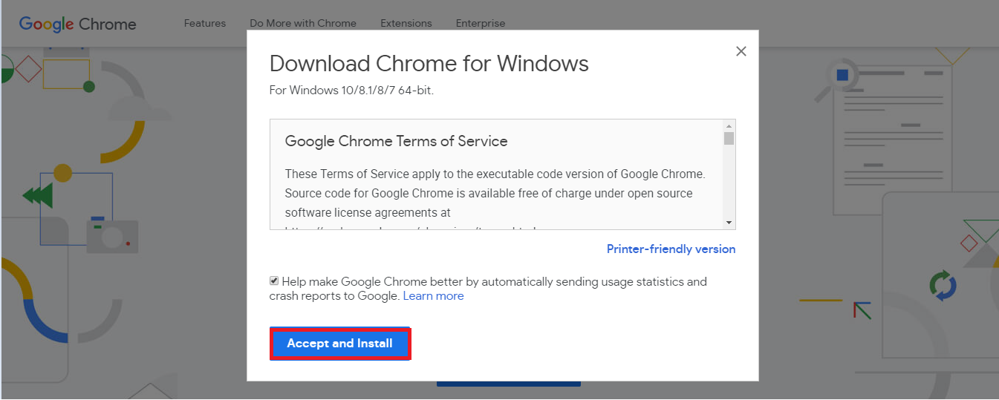 Google Chrome Features Do More with Chrome Extensions Enterprise
Download Chrome for Windows
For Windows 10/8.1/8/7 64-bit.
Google Chrome Terms of Service
These Terms of Service apply to the executable code version of Google Chrome.
Source code for Google Chrome is available free of charge under open source
software license agreements at
Printer-friendly version
Help make Google Chrome better by automatically sending usage statistics and
crash reports to Google. Learn more
Accept and Install